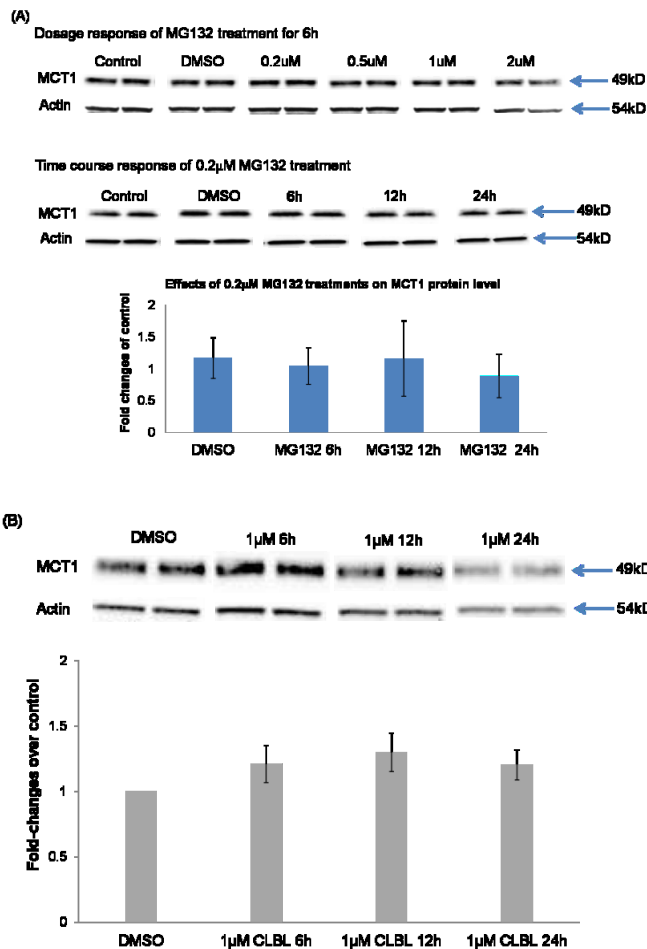 (A)
Dosage response of MG132 treatment for 6h
Control DMSO 0.2uM 0.5uM 1uM 2uM
MCT1 49kD
Actin 54kD
Time course response of 0.2μM MG132 treatment
Control DMSO 6h 12h 24h
MCT1 49kD
Actin 54kD
Effects of 0.2μM MG132 treatments on MCT1 protein level
Fold changes of control
2
1.5
1
0.5
0
DMSO MG132 6h MG132 12h MG132 24h
(B)
DMSO 1μM 6h 1μM 12h 1μM 24h
MCT1 49kD
Actin 54kD
Fold-changes over control
2
1.5
1
0.5
0
DMSO 1μM CLBL 6h 1μM CLBL 12h 1μM CLBL 24h